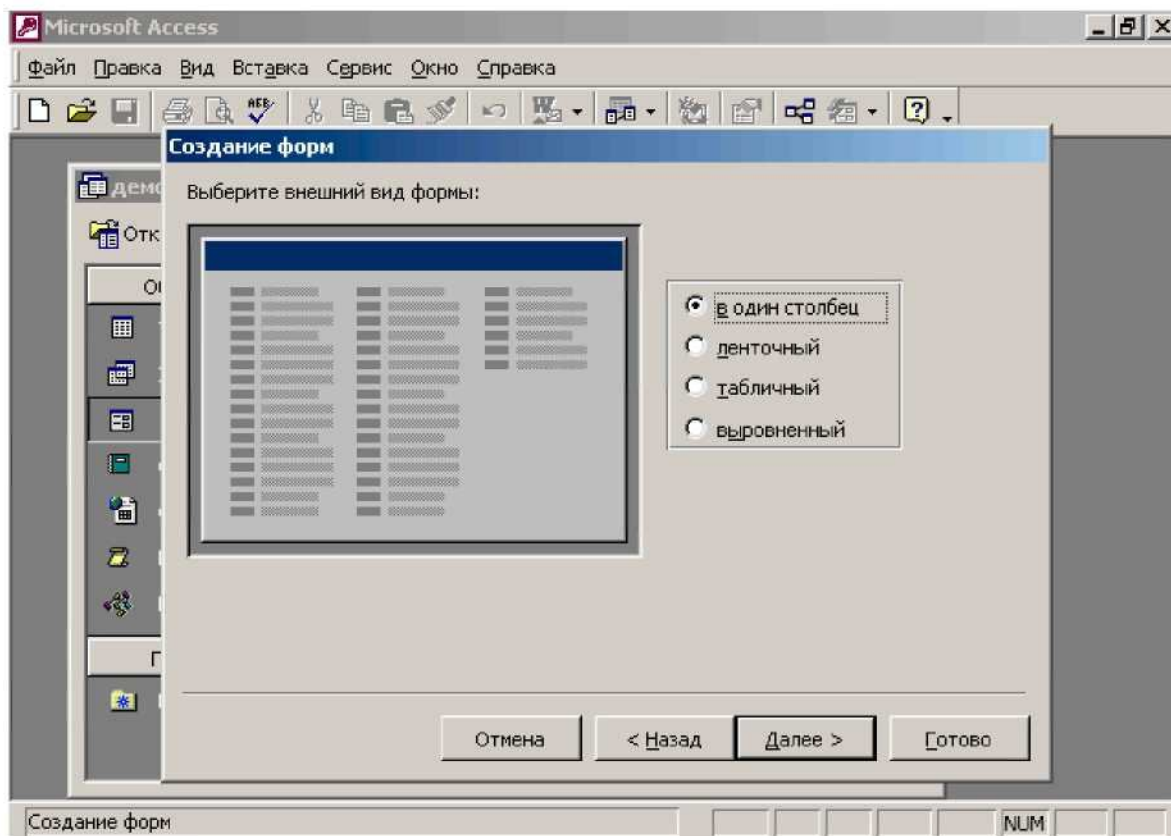 Microsoft Access
Файл Правка Вид Вставка Сервис Окно Справка
Создание форм
Выберите внешний вид формы:
в один столбец
ленточный
табличный
выровненный
Отмена < Назад Далее > Готово
Создание форм NUM